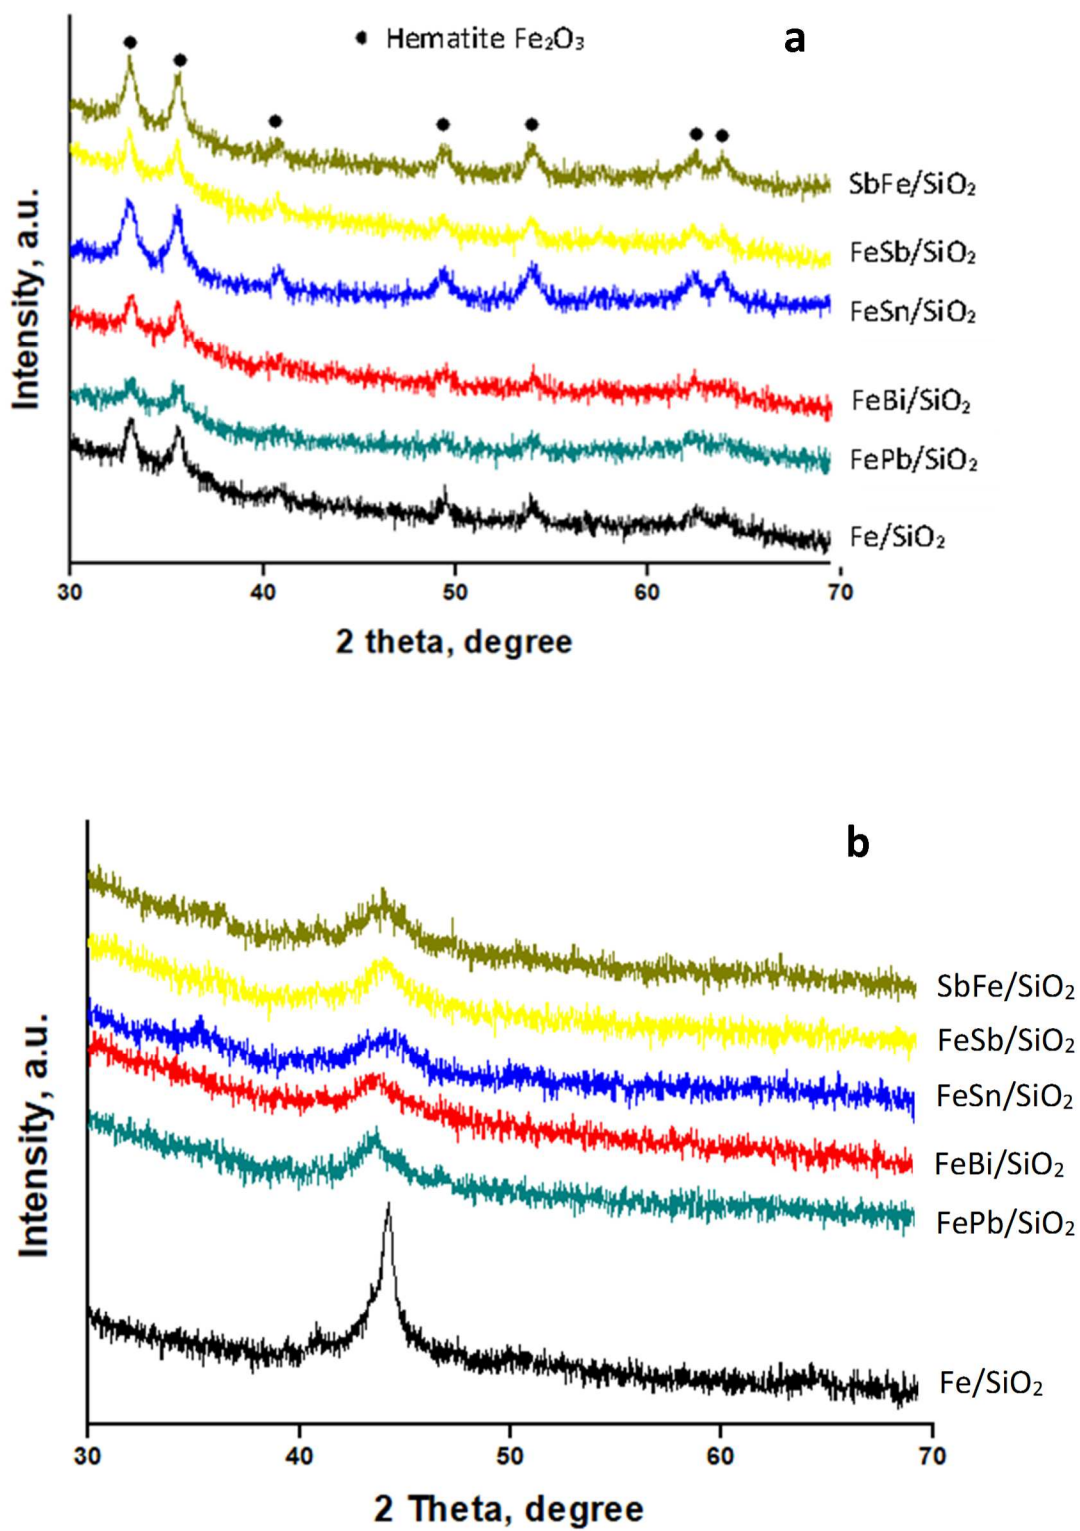 ● Hematite Fe₂O₃
a
SbFe/SiO₂
FeSb/SiO₂
FeSn/SiO₂
FeBi/SiO₂
FePb/SiO₂
Fe/SiO₂
Intensity, a.u.
30 40 50 60 70
2 theta, degree
b
SbFe/SiO₂
FeSb/SiO₂
FeSn/SiO₂
FeBi/SiO₂
FePb/SiO₂
Fe/SiO₂
Intensity, a.u.
30 40 50 60 70
2 Theta, degree